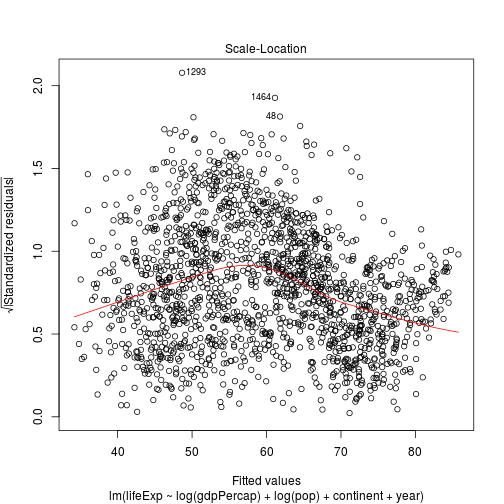 Scale-Location
√|Standardized residuals|
2.0
1.5
1.0
0.5
0.0
1293
1464
48
40 50 60 70 80
Fitted values
lm(lifeExp ~ log(gdpPercap) + log(pop) + continent + year)